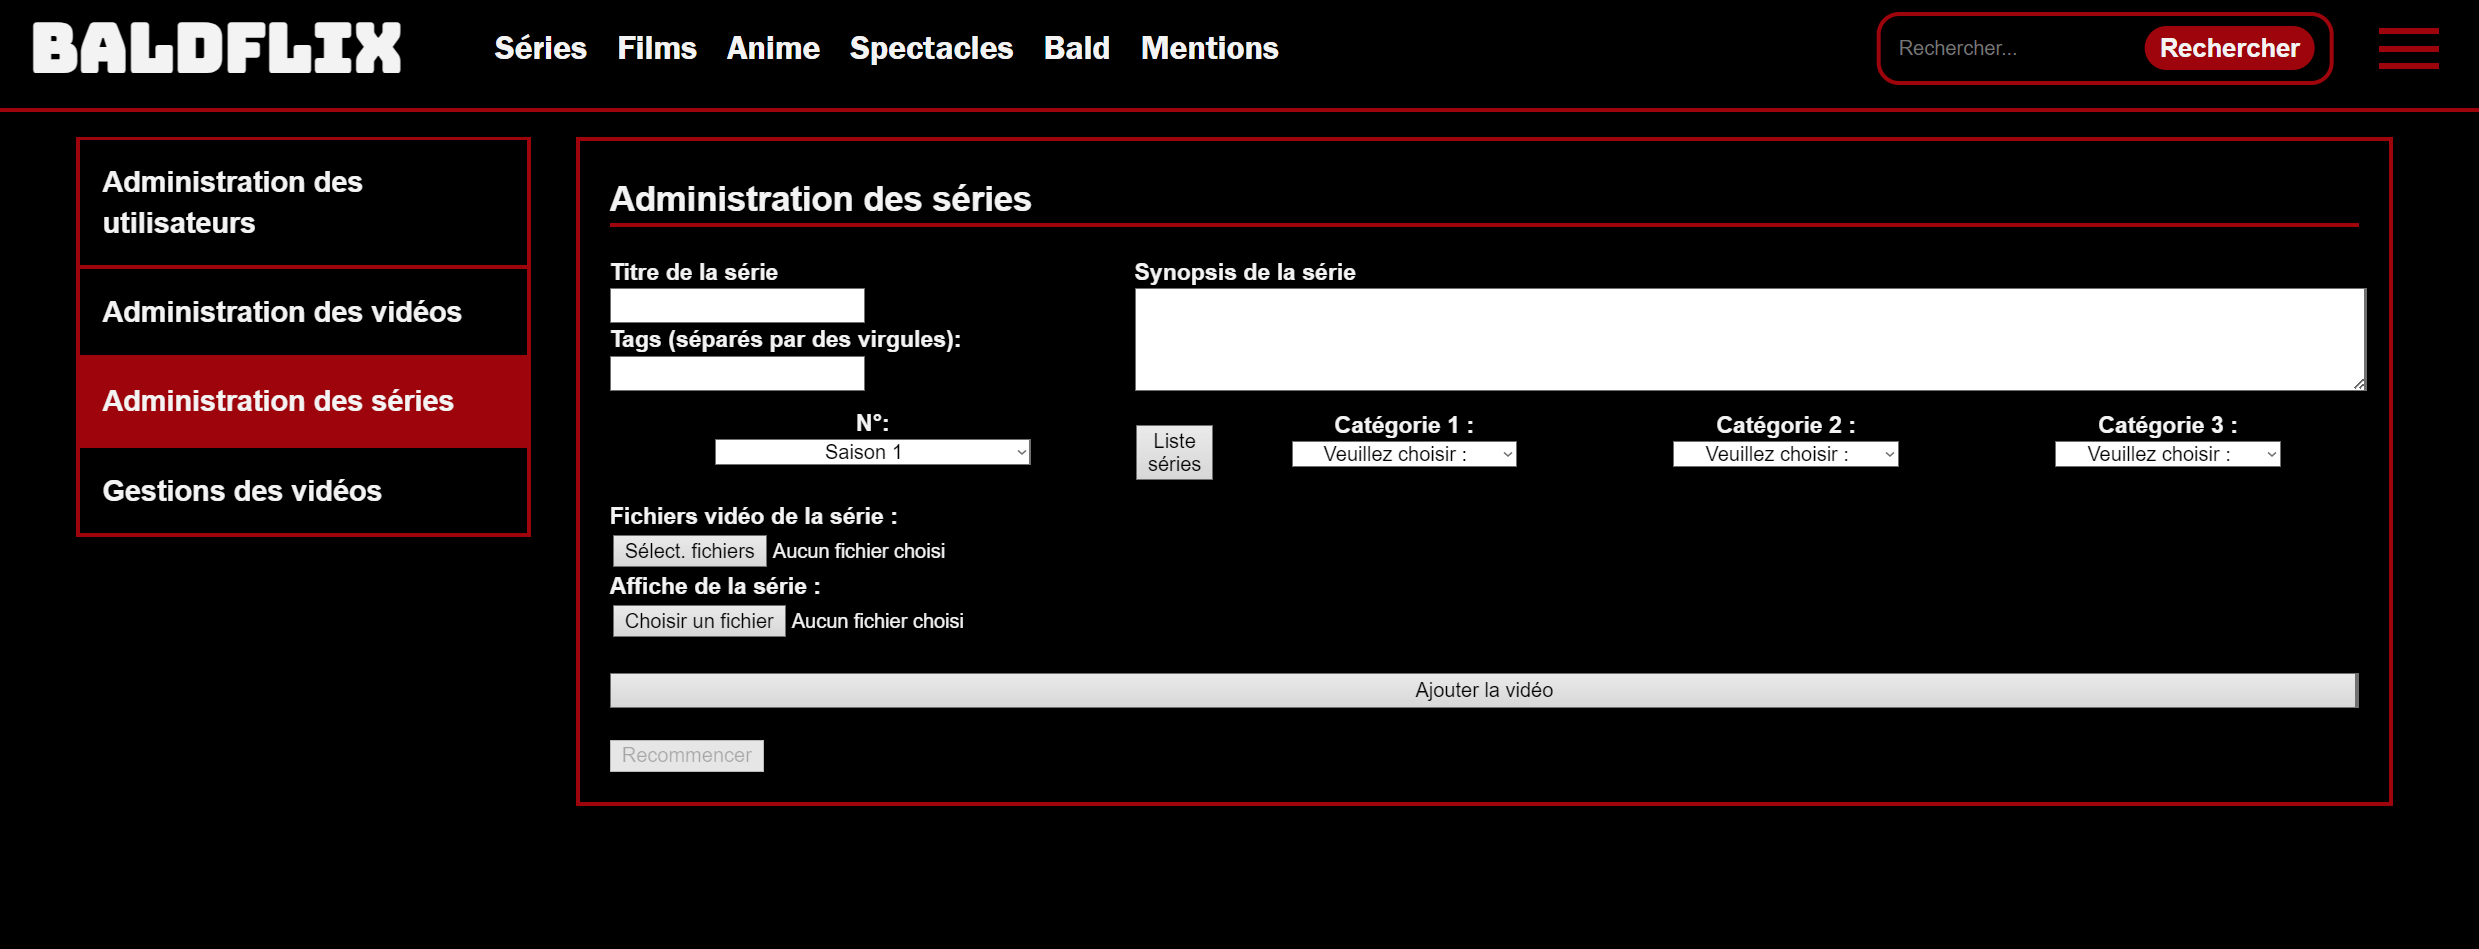 BALDFLIX
Séries Films Anime Spectacles Bald Mentions
Rechercher... Rechercher
Administration des
utilisateurs
Administration des vidéos
Administration des séries
Gestions des vidéos
Administration des séries
Titre de la série
Tags (séparés par des virgules):
Synopsis de la série
N°:
Saison 1
Liste
séries
Catégorie 1 :
Veuillez choisir :
Catégorie 2 :
Veuillez choisir :
Catégorie 3 :
Veuillez choisir :
Fichiers vidéo de la série :
Sélect. fichiers Aucun fichier choisi
Affiche de la série :
Choisir un fichier Aucun fichier choisi
Ajouter la vidéo
Recommencer